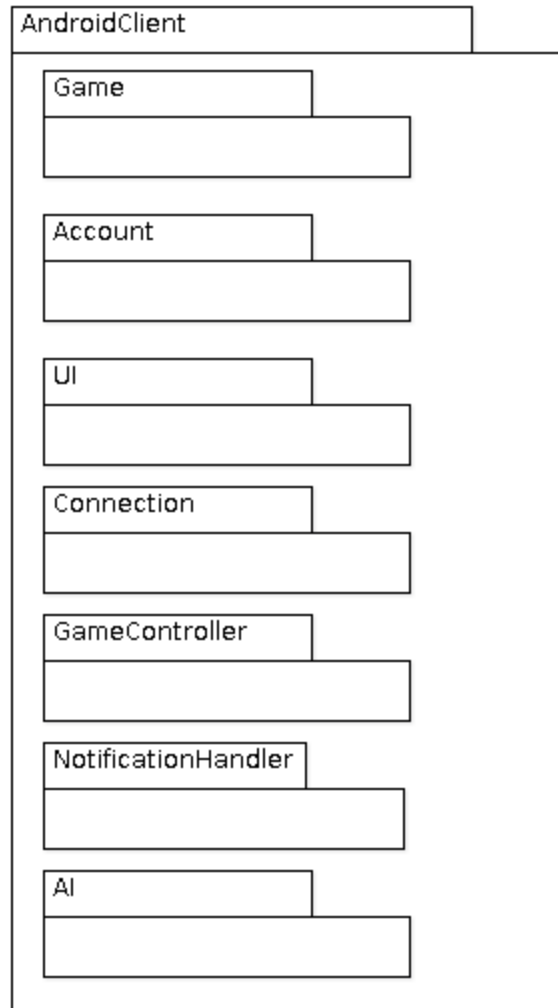 AndroidClient
Game
Account
UI
Connection
GameController
NotificationHandler
AI